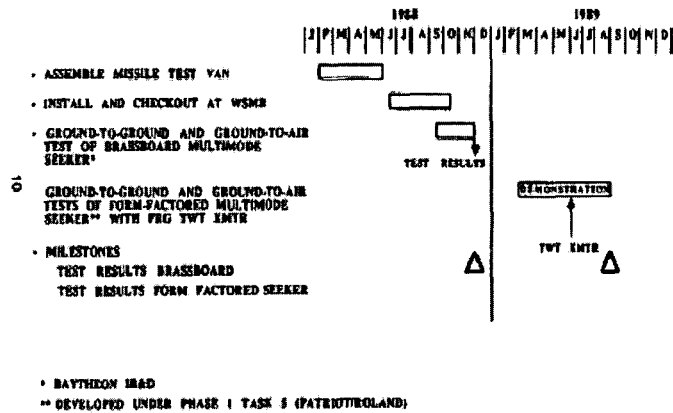 1988 1989
J F M A M J J A S O N D J F M A M J J A S O N D
• ASSEMBLE MISSILE TEST VAN
• INSTALL AND CHECKOUT AT WSMR
• GROUND-TO-GROUND AND GROUND-TO-AIR
TEST OF BRASSBOARD MULTIMODE
SEEKER*
TEST RESULTS
10
GROUND-TO-GROUND AND GROUND-TO-AIR
TESTS OF FORM-FACTORED MULTIMODE
SEEKER** WITH FRG TWT XMTR
DEMONSTRATION
TWT XMTR
• MILESTONES
TEST RESULTS BRASSBOARD
TEST RESULTS FORM FACTORED SEEKER
* RAYTHEON IR&D
** DEVELOPED UNDER PHASE I TASK 5 (PATRIOT/ROLAND)